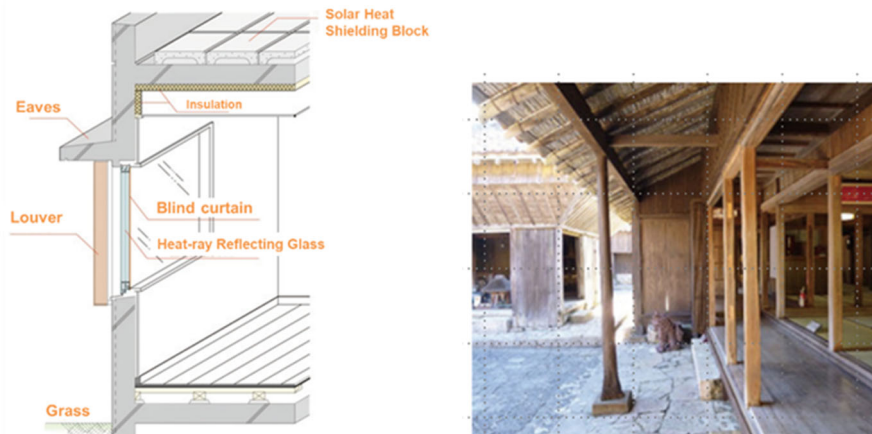 Solar Heat
Shielding Block
Insulation
Eaves
Blind curtain
Louver
Heat-ray Reflecting Glass
Grass